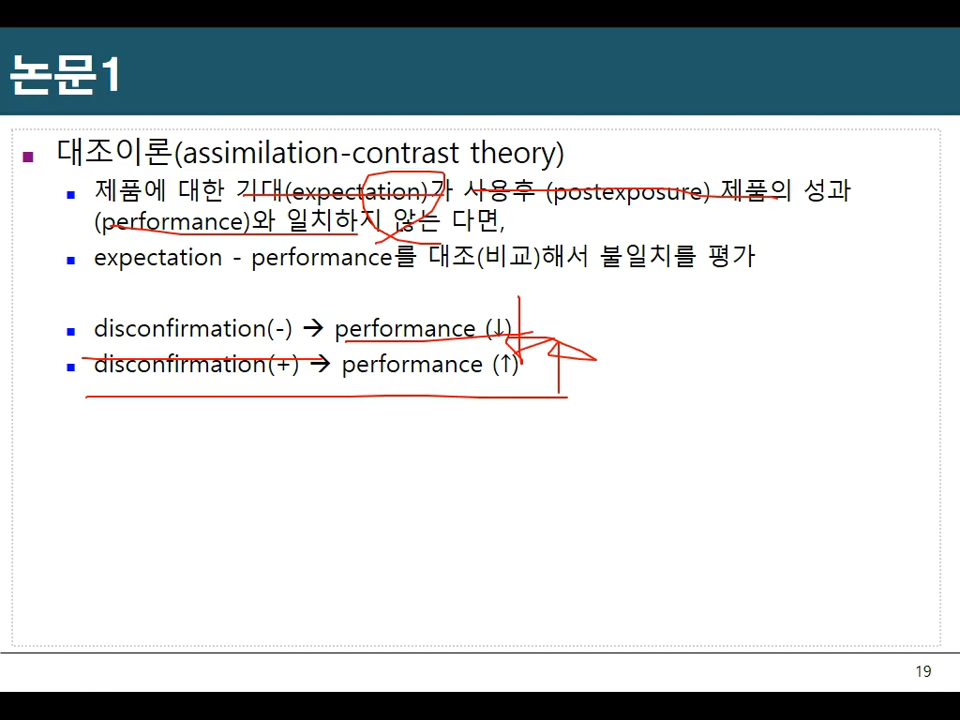 논문1
■ 대조이론(assimilation-contrast theory)
■ 제품에 대한 기대(expectation)가 사용후 (postexposure) 제품의 성과
(performance)와 일치하지 않는 다면,
■ expectation - performance를 대조(비교)해서 불일치를 평가
■ disconfirmation(-) → performance (↓)
■ disconfirmation(+) → performance (↑)
19